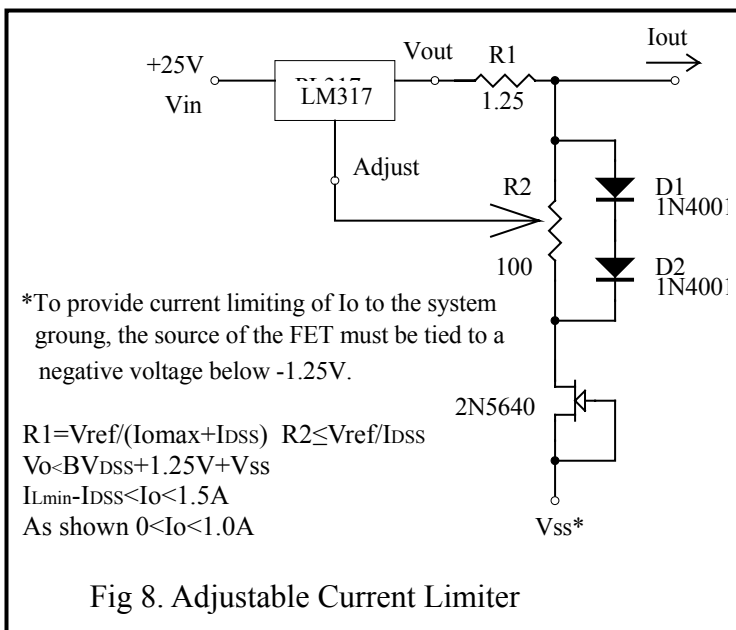 +25V
Vin
LM317
Vout
R1
1.25
Iout
Adjust
R2
100
D1
1N4001
D2
1N4001
*To provide current limiting of Io to the system
groung, the source of the FET must be tied to a
negative voltage below -1.25V.
2N5640
R1=Vref/(Iomax+IDSS) R2≤Vref/IDSS
Vo<BVDSS+1.25V+Vss
ILmin-IDSS<Io<1.5A
As shown 0<Io<1.0A
Vss*
Fig 8. Adjustable Current Limiter